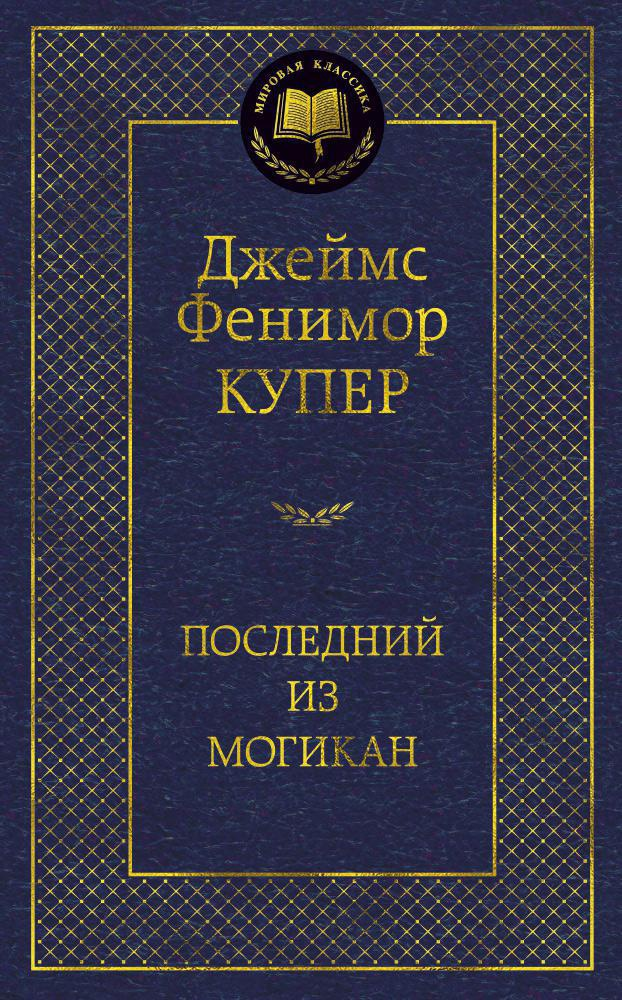 МИРОВАЯ КЛАССИКА
Джеймс
Фенимор
КУПЕР
ПОСЛЕДНИЙ
ИЗ
МОГИКАН